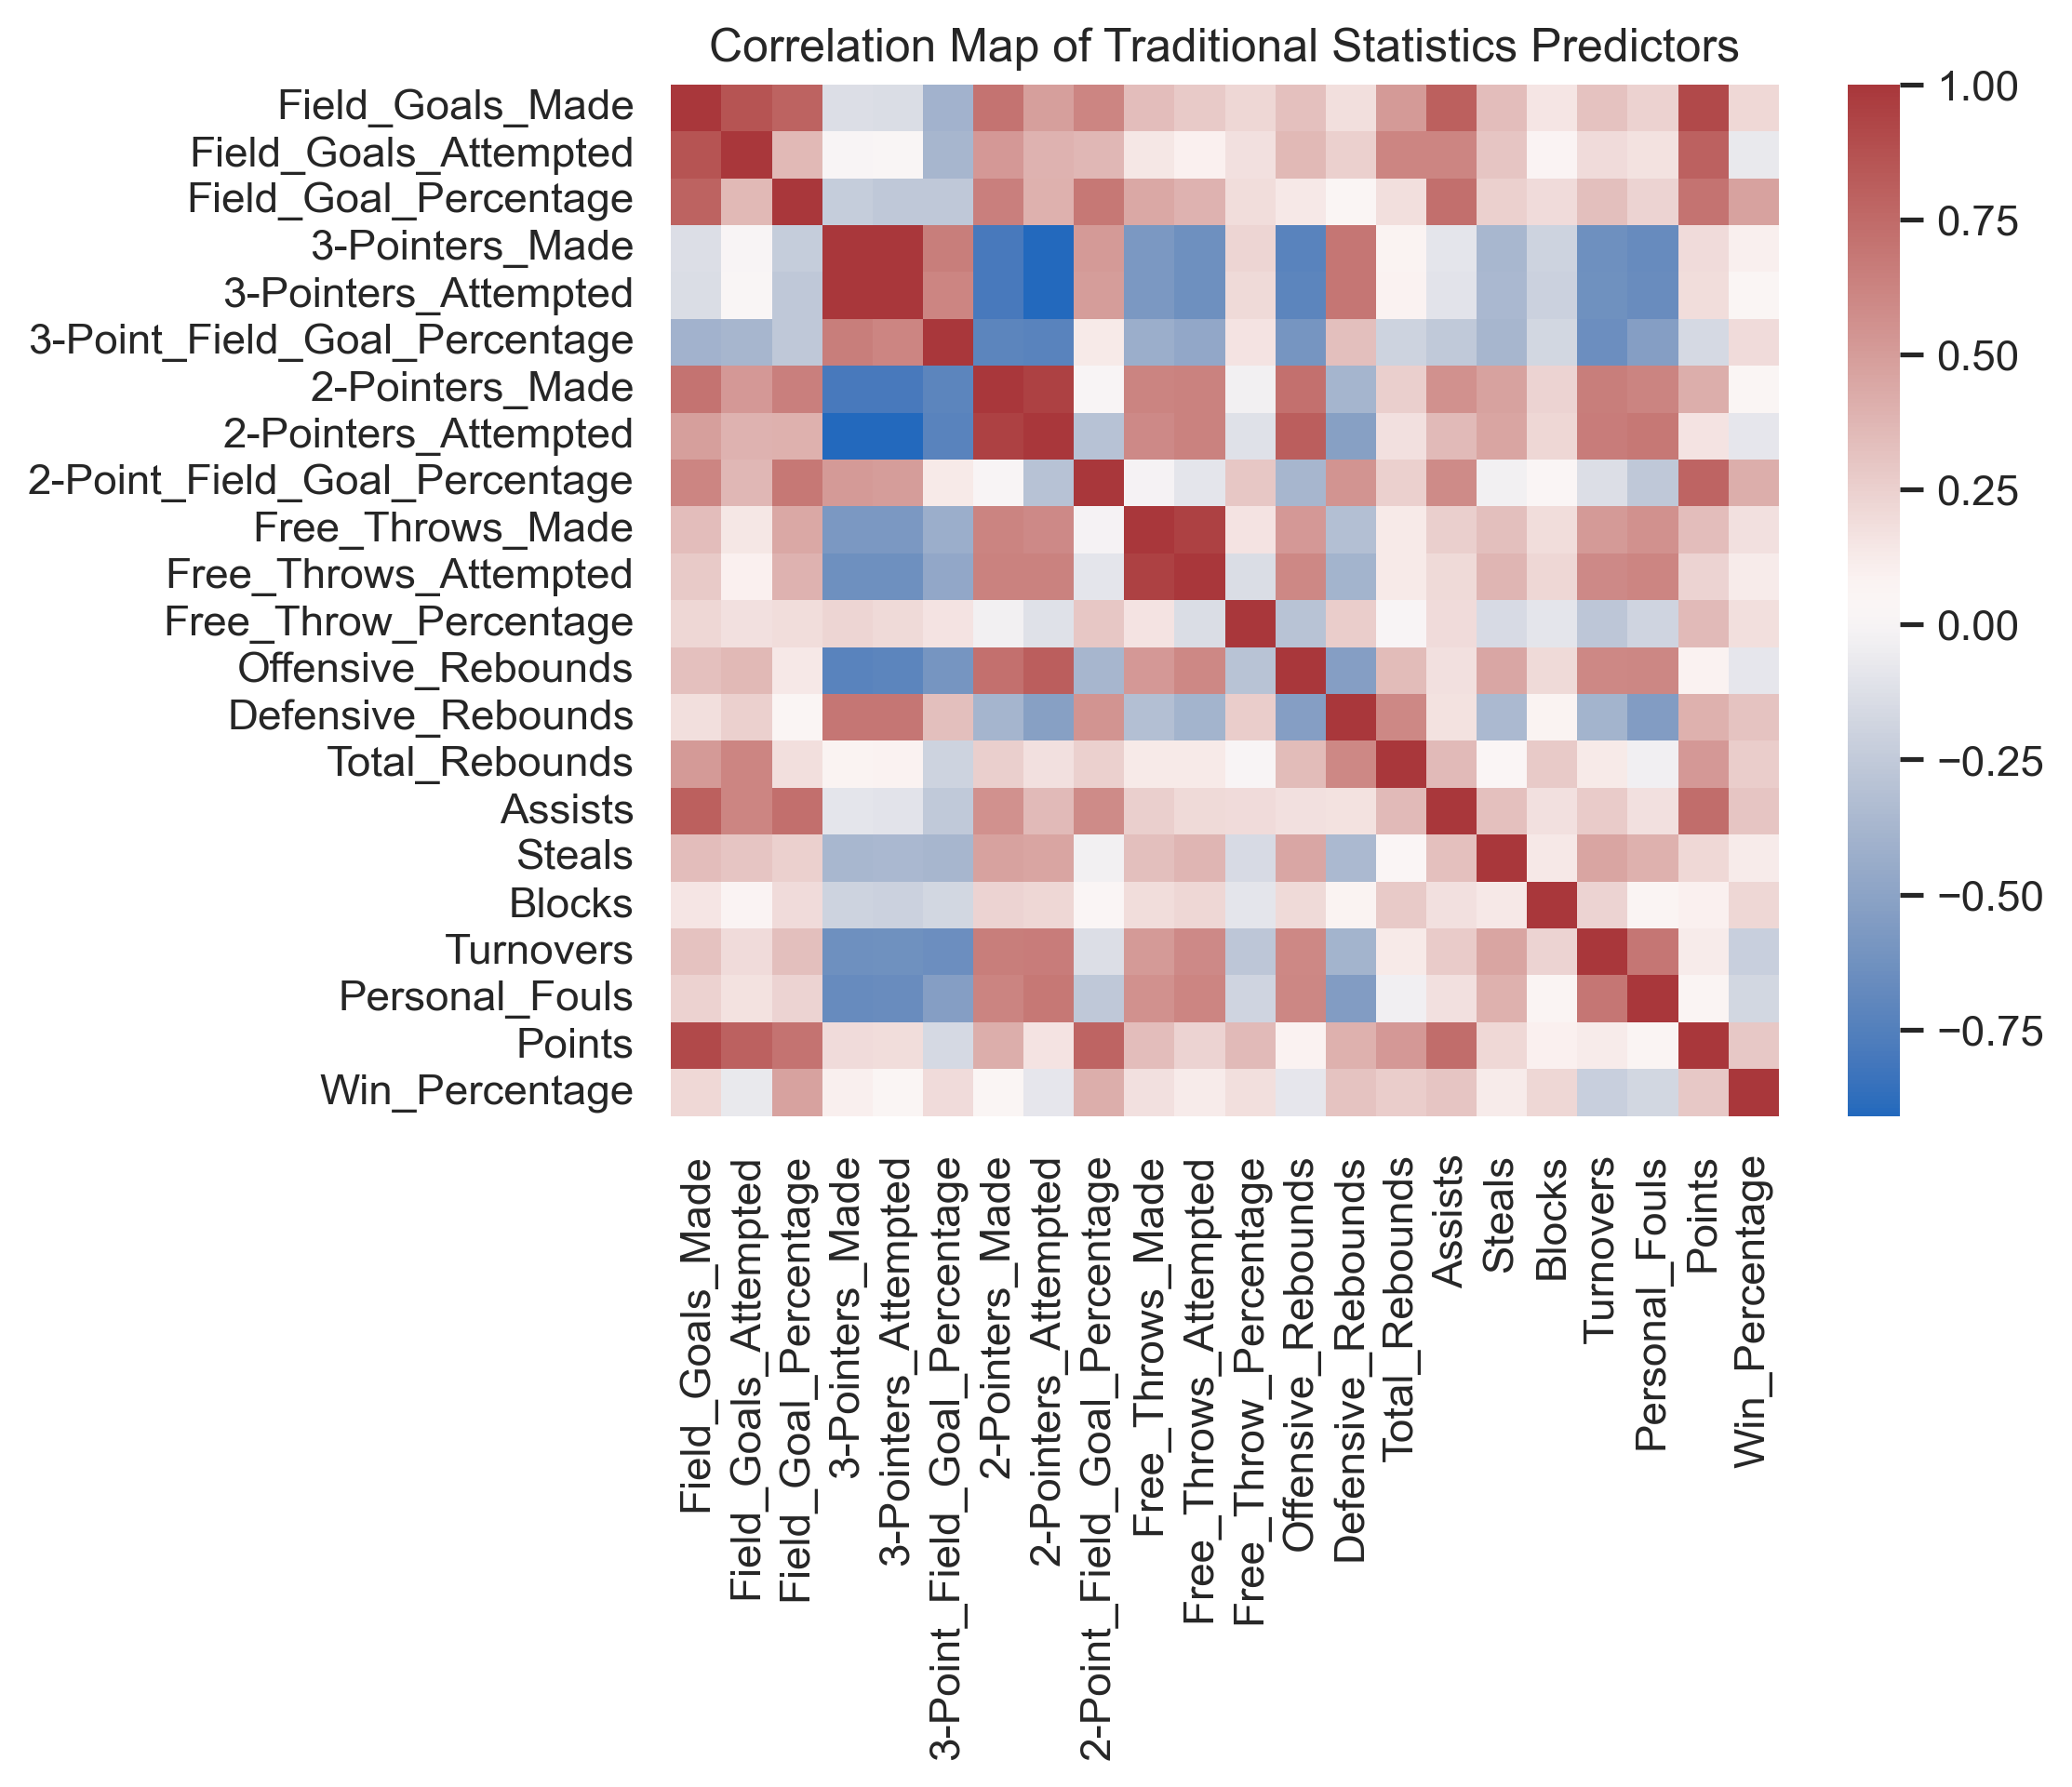 Correlation Map of Traditional Statistics Predictors
Field_Goals_Made
Field_Goals_Attempted
Field_Goal_Percentage
3-Pointers_Made
3-Pointers_Attempted
3-Point_Field_Goal_Percentage
2-Pointers_Made
2-Pointers_Attempted
2-Point_Field_Goal_Percentage
Free_Throws_Made
Free_Throws_Attempted
Free_Throw_Percentage
Offensive_Rebounds
Defensive_Rebounds
Total_Rebounds
Assists
Steals
Blocks
Turnovers
Personal_Fouls
Points
Win_Percentage
1.00
0.75
0.50
0.25
0.00
−0.25
−0.50
−0.75
Field_Goals_Made
Field_Goals_Attempted
Field_Goal_Percentage
3-Pointers_Made
3-Pointers_Attempted
3-Point_Field_Goal_Percentage
2-Pointers_Made
2-Pointers_Attempted
2-Point_Field_Goal_Percentage
Free_Throws_Made
Free_Throws_Attempted
Free_Throw_Percentage
Offensive_Rebounds
Defensive_Rebounds
Total_Rebounds
Assists
Steals
Blocks
Turnovers
Personal_Fouls
Points
Win_Percentage